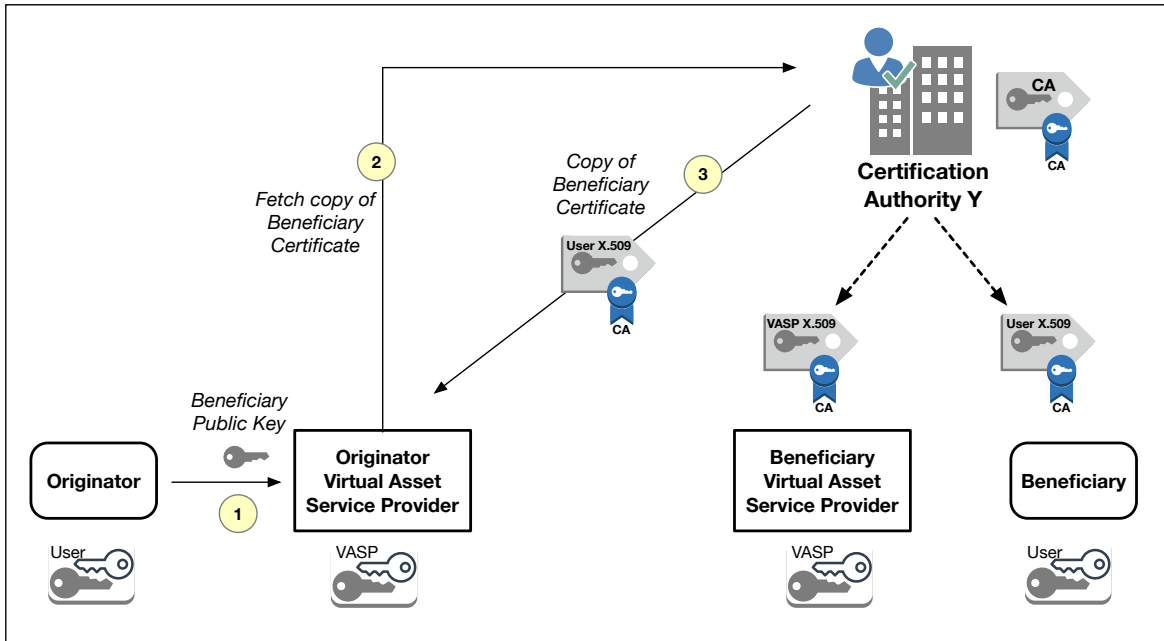 CA
CA
Certification
Authority Y
2
Fetch copy of
Beneficiary
Certificate
Copy of
Beneficiary
Certificate
3
User X.509
CA
VASP X.509
CA
User X.509
CA
Beneficiary
Public Key
1
Originator
Originator
Virtual Asset
Service Provider
Beneficiary
Virtual Asset
Service Provider
Beneficiary
User
VASP
VASP
User